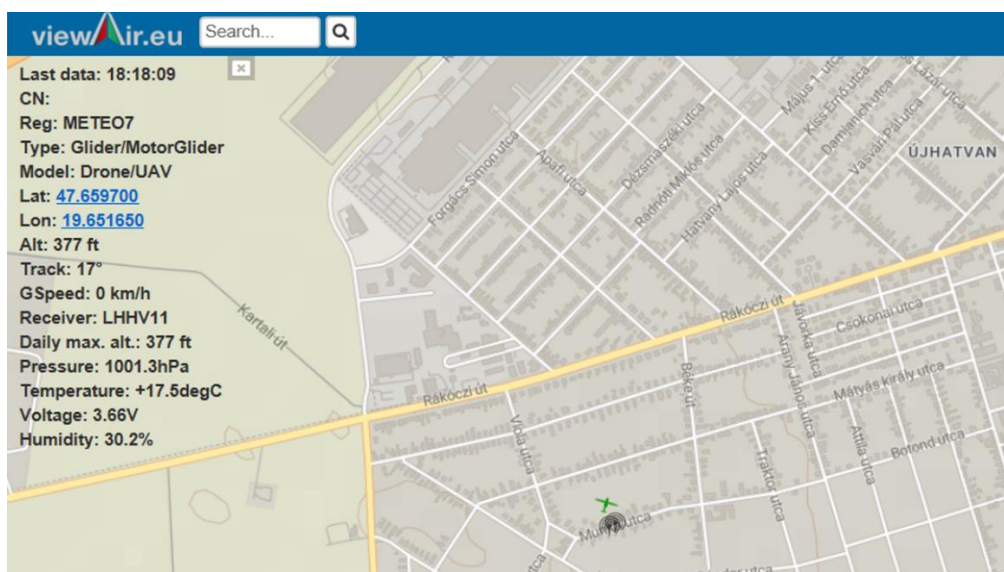 viewAir.eu
Search...
Last data: 18:18:09
CN:
Reg: METEO7
Type: Glider/MotorGlider
Model: Drone/UAV
Lat: 47.659700
Lon: 19.651650
Alt: 377 ft
Track: 17°
GSpeed: 0 km/h
Receiver: LHHV11
Daily max. alt.: 377 ft
Pressure: 1001.3hPa
Temperature: +17.5degC
Voltage: 3.66V
Humidity: 30.2%
Május 1. utca
Kiss Ernő utca
Damjanich utca
Vasvári Pál utca
ÚJHATVAN
Forgács Simon utca
Apafi utca
Dézsmaszéki utca
Radnóti Miklós utca
Hatvany Lajos utca
Kartali út
Rákóczi út
Rákóczi út
Jávorka utca
Csokonai utca
Arany János utca
Mátyás király utca
Béke út
Viola utca
Attila utca
Botond utca
Traktor utca
utca